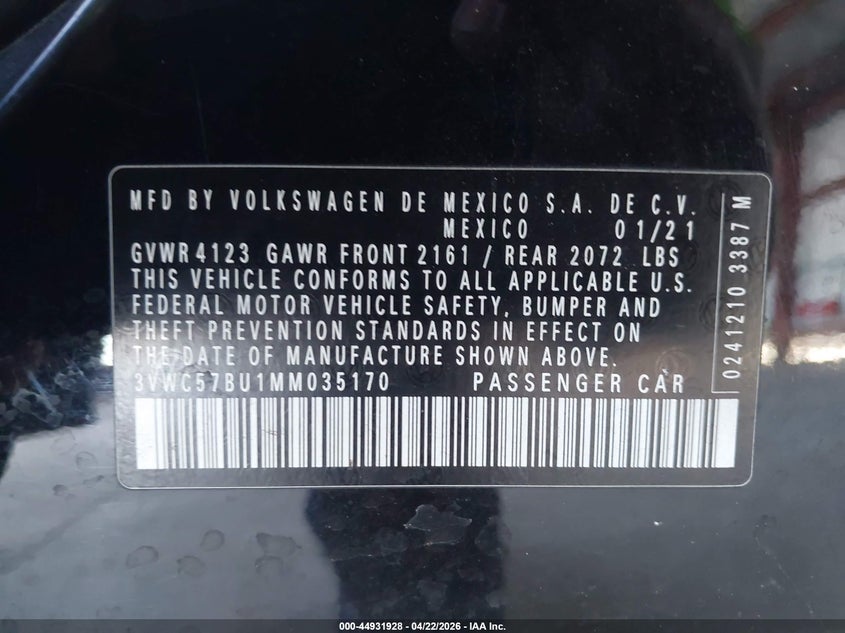 MFD BY VOLKSWAGEN DE MEXICO S.A. DE C.V.
MEXICO 01/21
GVWR 4123 GAWR FRONT 2161 / REAR 2072 LBS
THIS VEHICLE CONFORMS TO ALL APPLICABLE U.S.
FEDERAL MOTOR VEHICLE SAFETY, BUMPER AND
THEFT PREVENTION STANDARDS IN EFFECT ON
THE DATE OF MANUFACTURE SHOWN ABOVE.
3VWC57BU1MM035170 PASSENGER CAR
0241210 3387 M
000-44931928 - 04/22/2026 - IAA Inc.